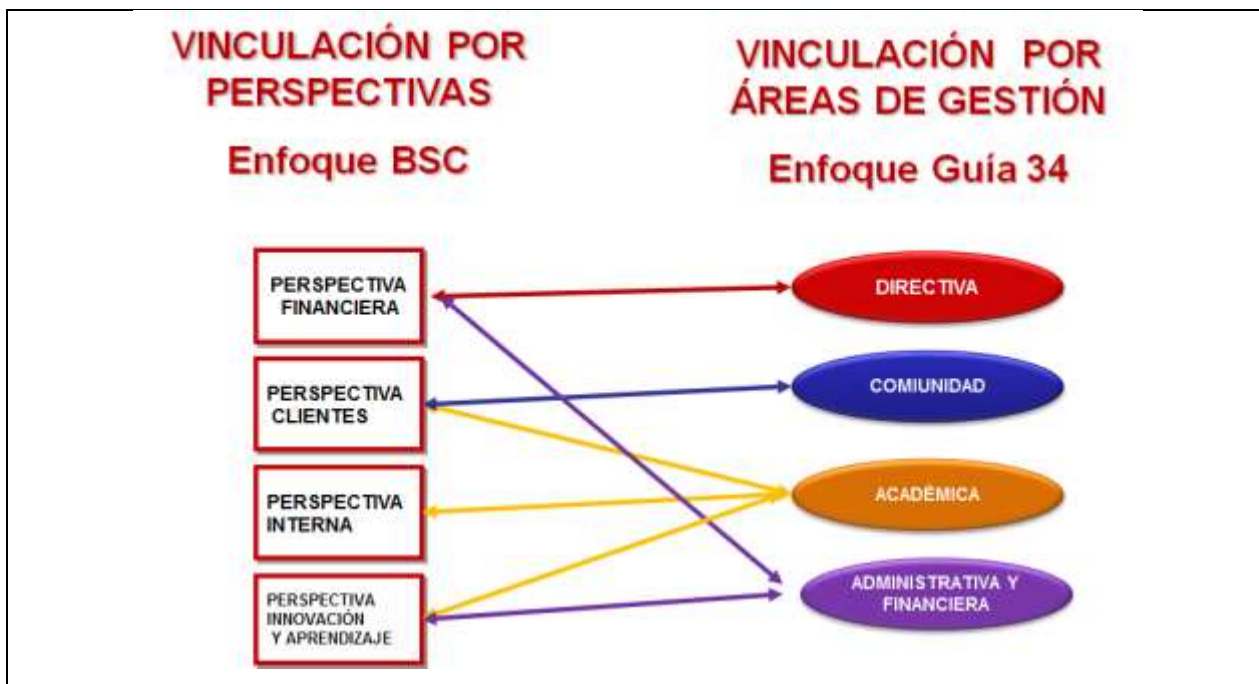 VINCULACIÓN POR
PERSPECTIVAS
Enfoque BSC
VINCULACIÓN POR
ÁREAS DE GESTIÓN
Enfoque Guía 34
PERSPECTIVA
FINANCIERA
PERSPECTIVA
CLIENTES
PERSPECTIVA
INTERNA
PERSPECTIVA
INNOVACIÓN
Y APRENDIZAJE
DIRECTIVA
COMIUNIDAD
ACADÉMICA
ADMINISTRATIVA Y
FINANCIERA